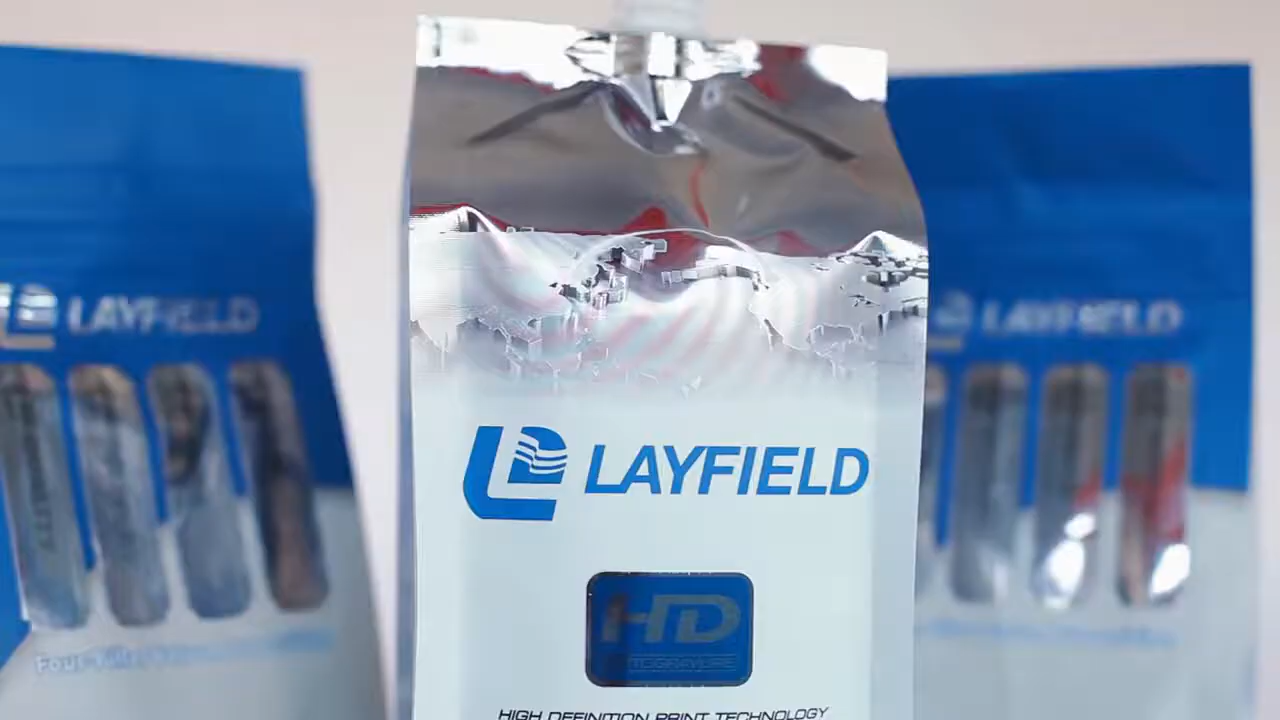 LAYFIELD
LAYFIELD
LAYFIELD
HD
HIGH DEFINITION PRINT TECHNOLOGY